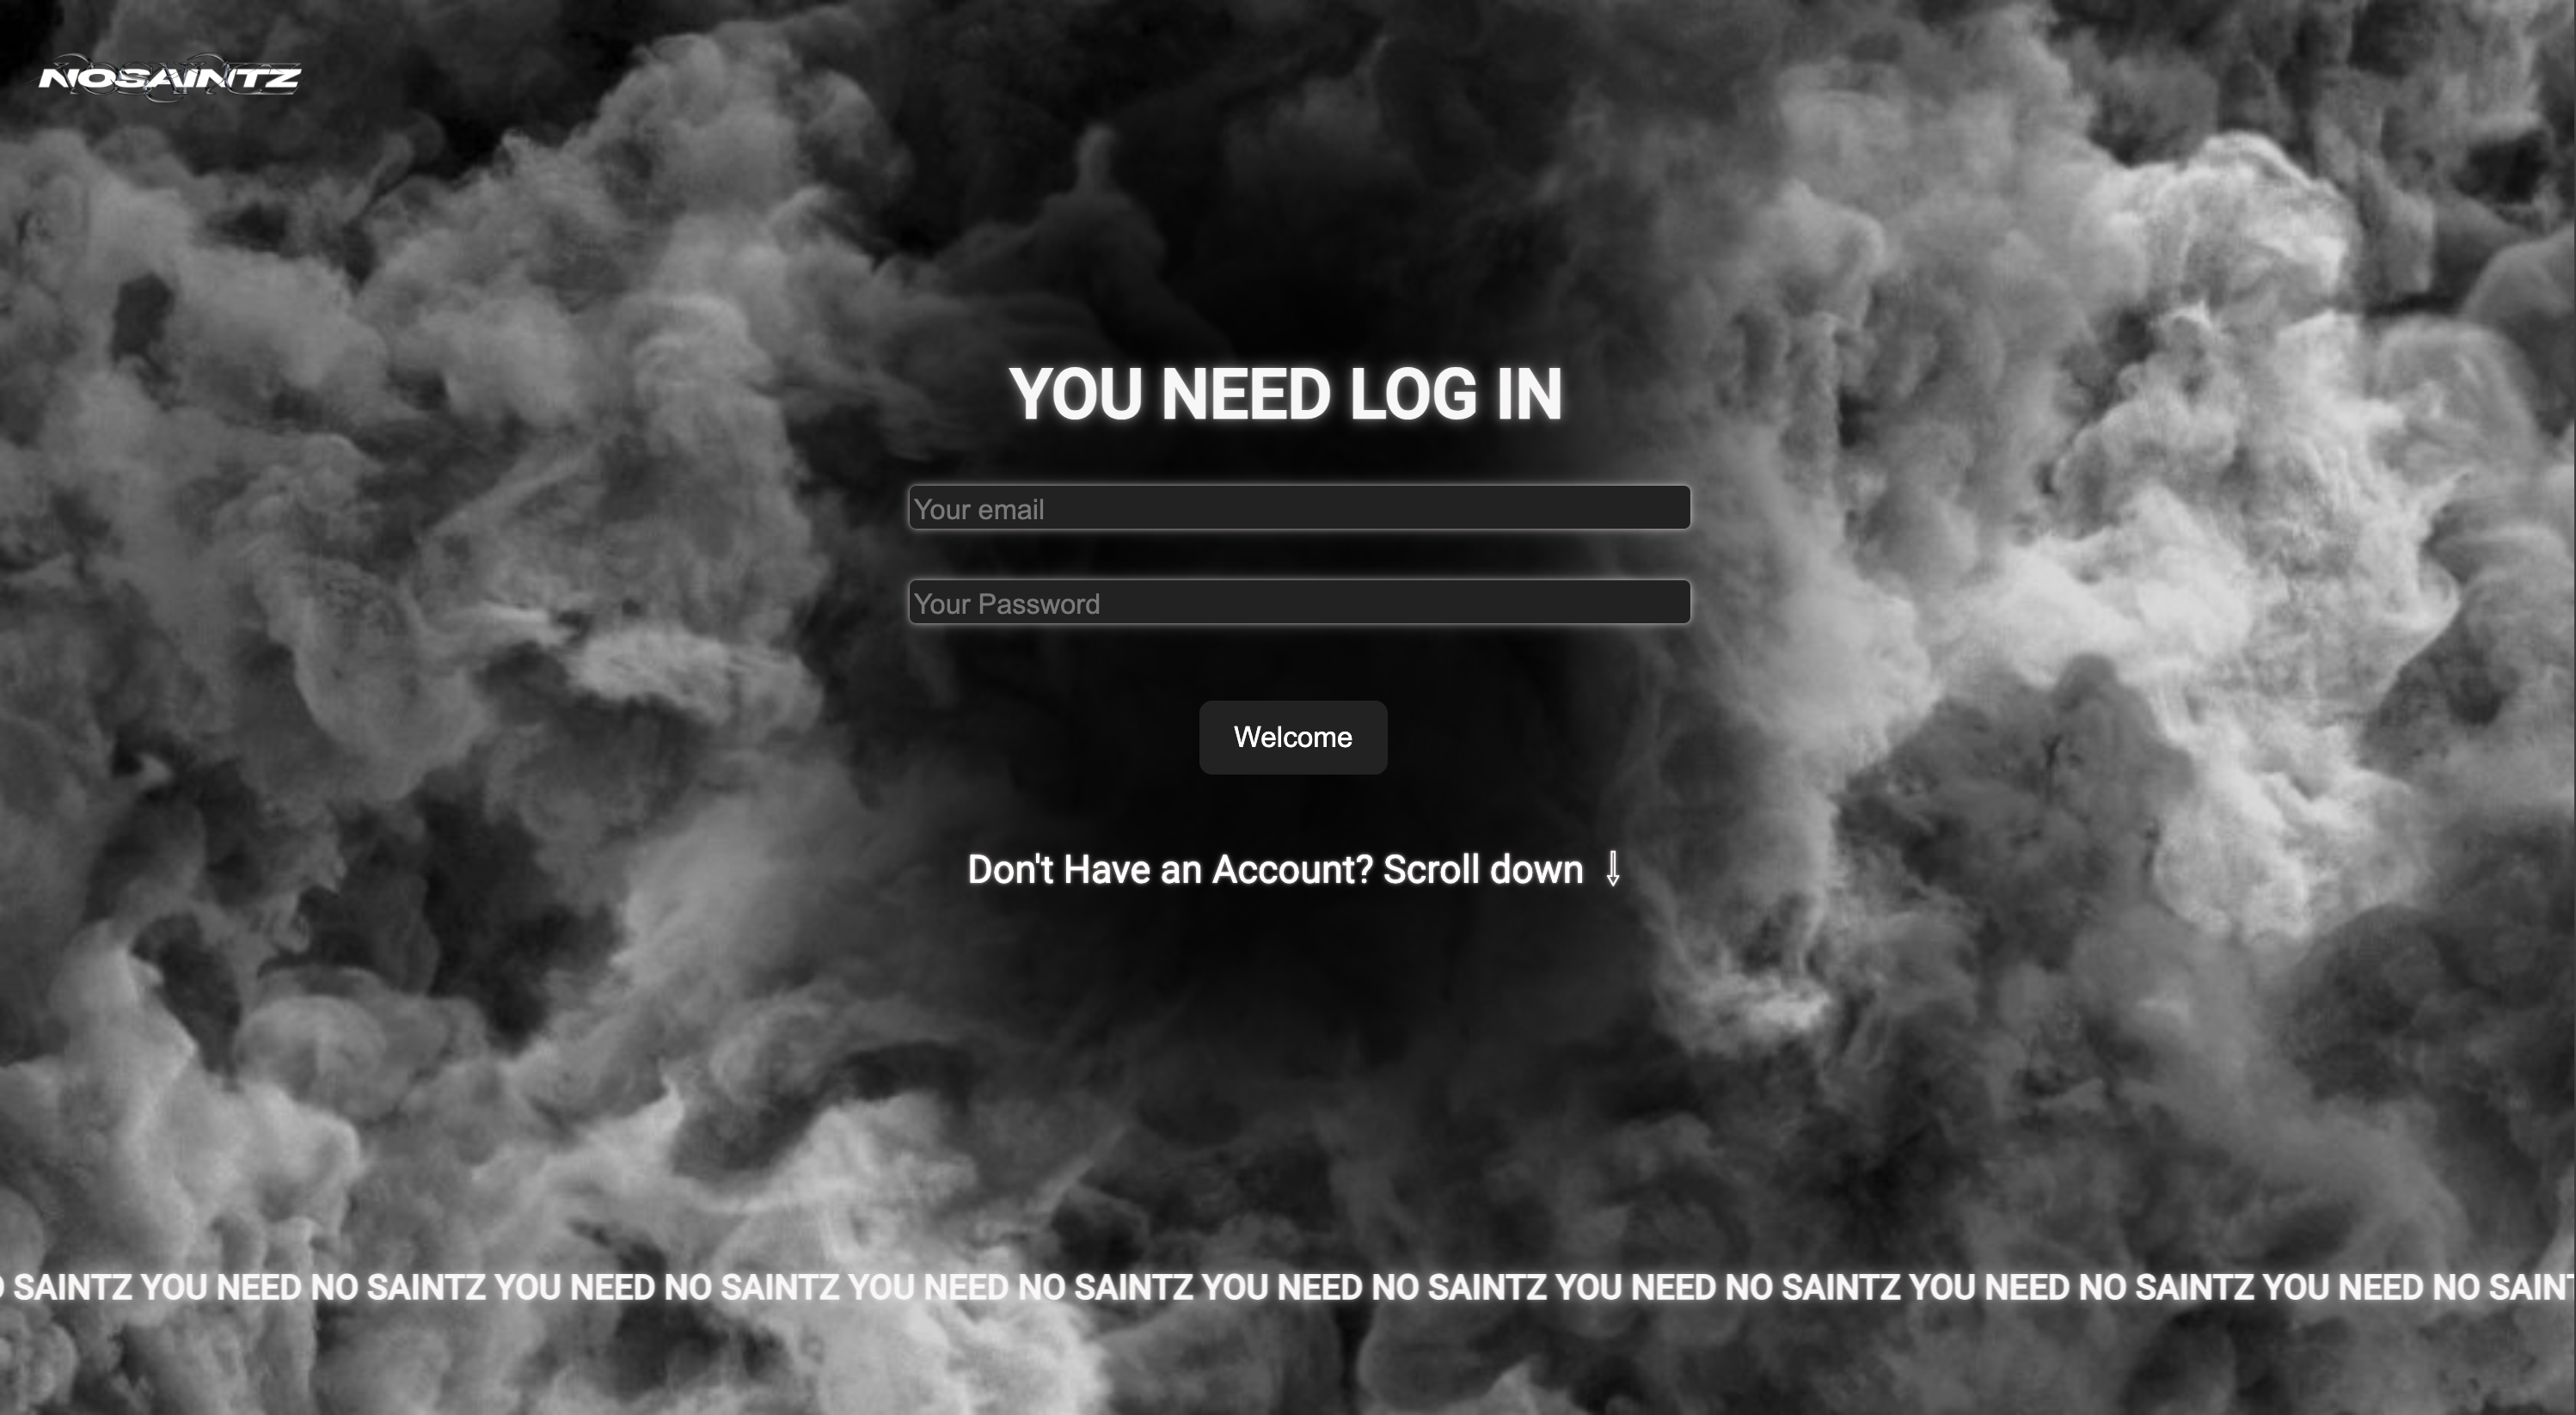 NOSAINTZ
YOU NEED LOG IN
Your email
Your Password
Welcome
Don't Have an Account? Scroll down ⇓
SAINTZ YOU NEED NO SAINTZ YOU NEED NO SAINTZ YOU NEED NO SAINTZ YOU NEED NO SAINTZ YOU NEED NO SAINTZ YOU NEED NO SAINTZ YOU NEED NO SAINT